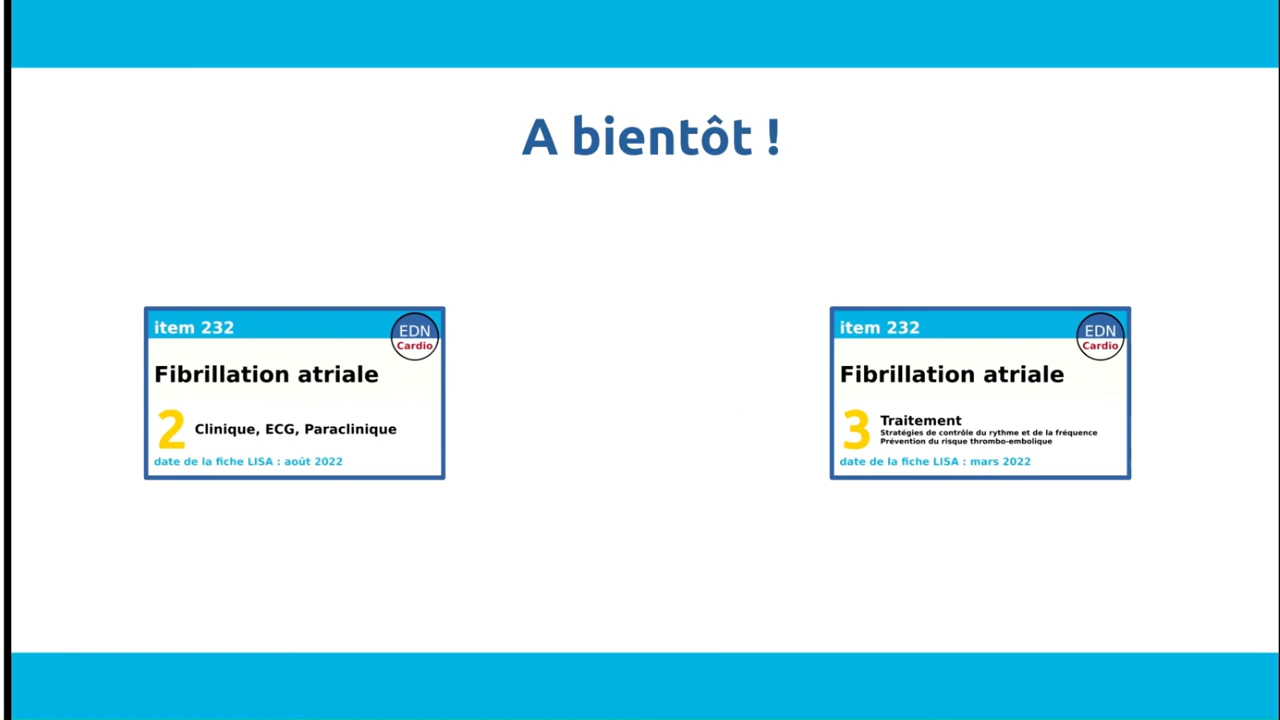 A bientôt !
item 232
EDN
Cardio
Fibrillation atriale
2
Clinique, ECG, Paraclinique
date de la fiche LISA : août 2022
item 232
EDN
Cardio
Fibrillation atriale
3
Traitement
Stratégies de contrôle du rythme et de la fréquence
Prévention du risque thrombo-embolique
date de la fiche LISA : mars 2022